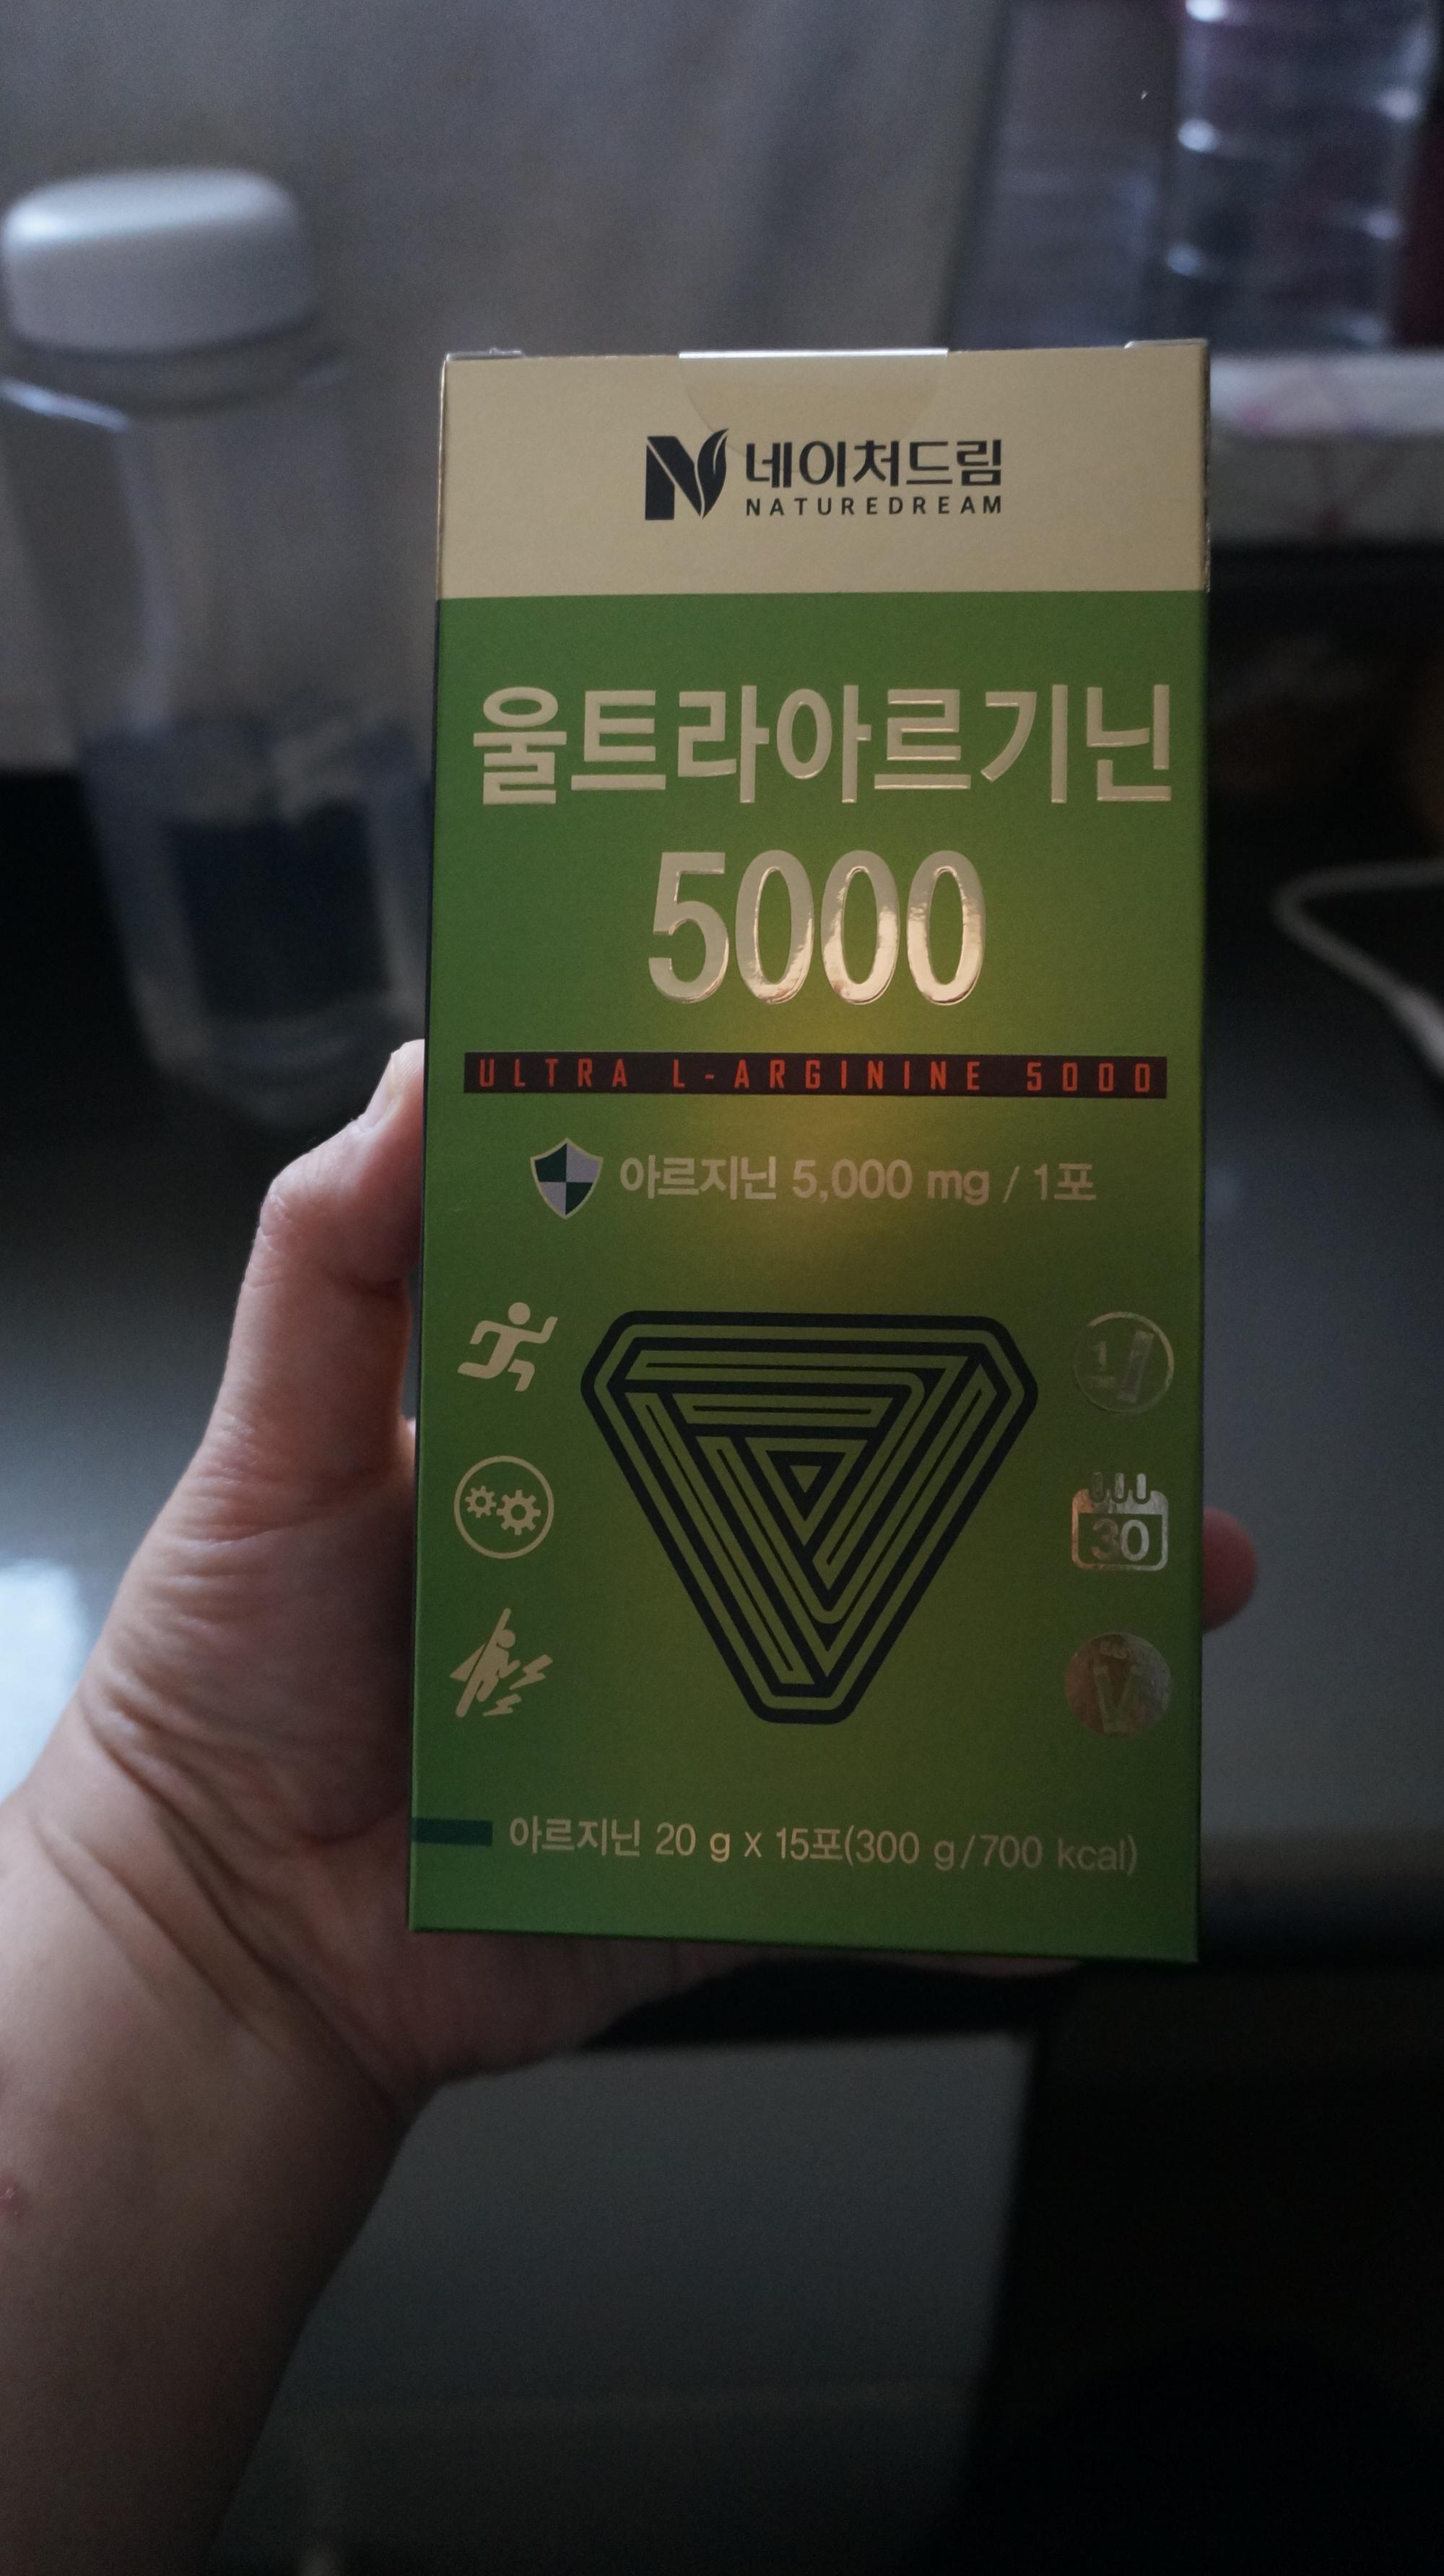 네이처드림
NATUREDREAM
울트라아르기닌
5000
ULTRA L-ARGININE 5000
아르지닌 5,000 mg / 1포
1
30
EASY
아르지닌 20 g x 15포(300 g/700 kcal)